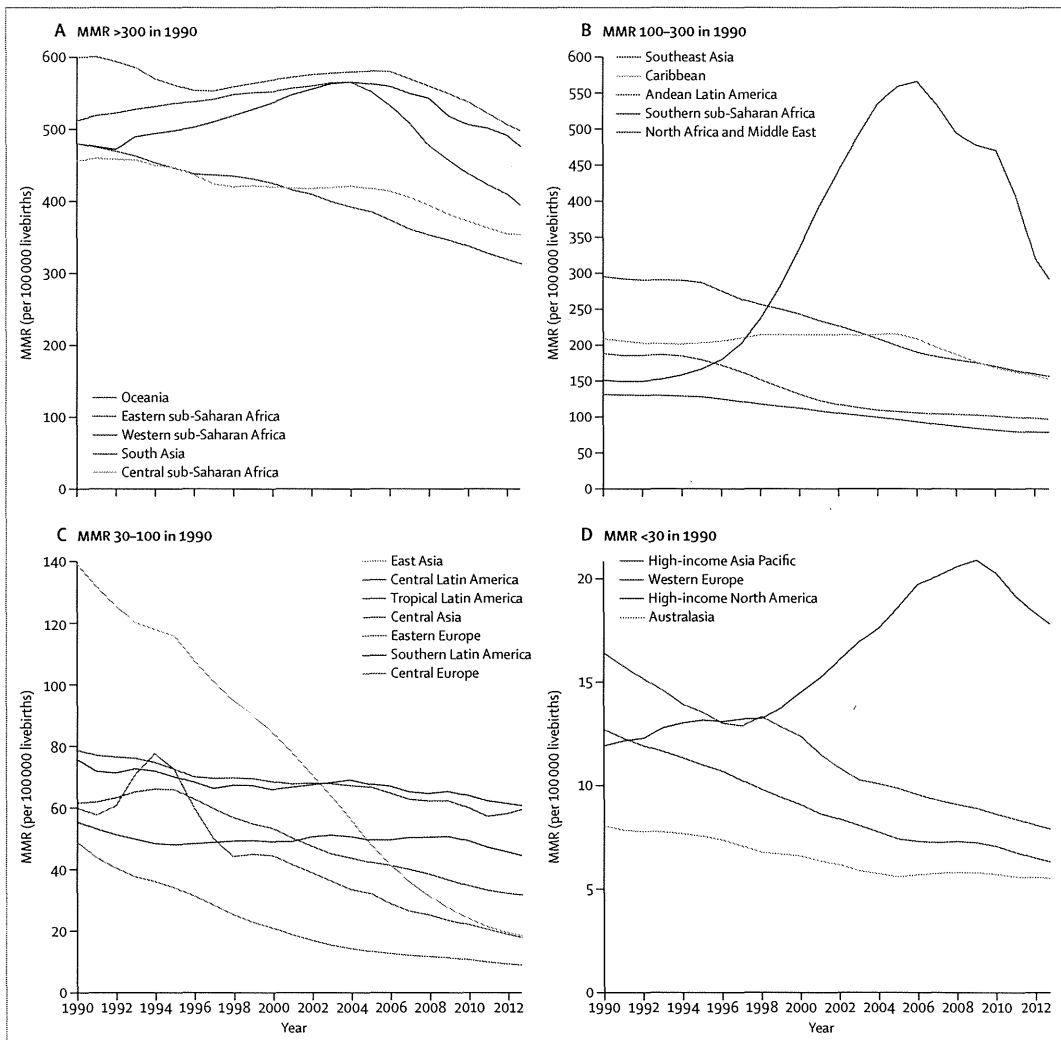 A MMR >300 in 1990
600
500
400
300
200
100
0
MMR (per 100 000 livebirths)
Oceania
Eastern sub-Saharan Africa
Western sub-Saharan Africa
South Asia
Central sub-Saharan Africa
B MMR 100–300 in 1990
600
550
500
450
400
350
300
250
200
150
100
50
0
MMR (per 100 000 livebirths)
Southeast Asia
Caribbean
Andean Latin America
Southern sub-Saharan Africa
North Africa and Middle East
C MMR 30–100 in 1990
140
120
100
80
60
40
20
0
MMR (per 100 000 livebirths)
East Asia
Central Latin America
Tropical Latin America
Central Asia
Eastern Europe
Southern Latin America
Central Europe
1990 1992 1994 1996 1998 2000 2002 2004 2006 2008 2010 2012
Year
D MMR <30 in 1990
20
15
10
5
0
MMR (per 100 000 livebirths)
High-income Asia Pacific
Western Europe
High-income North America
Australasia
1990 1992 1994 1996 1998 2000 2002 2004 2006 2008 2010 2012
Year